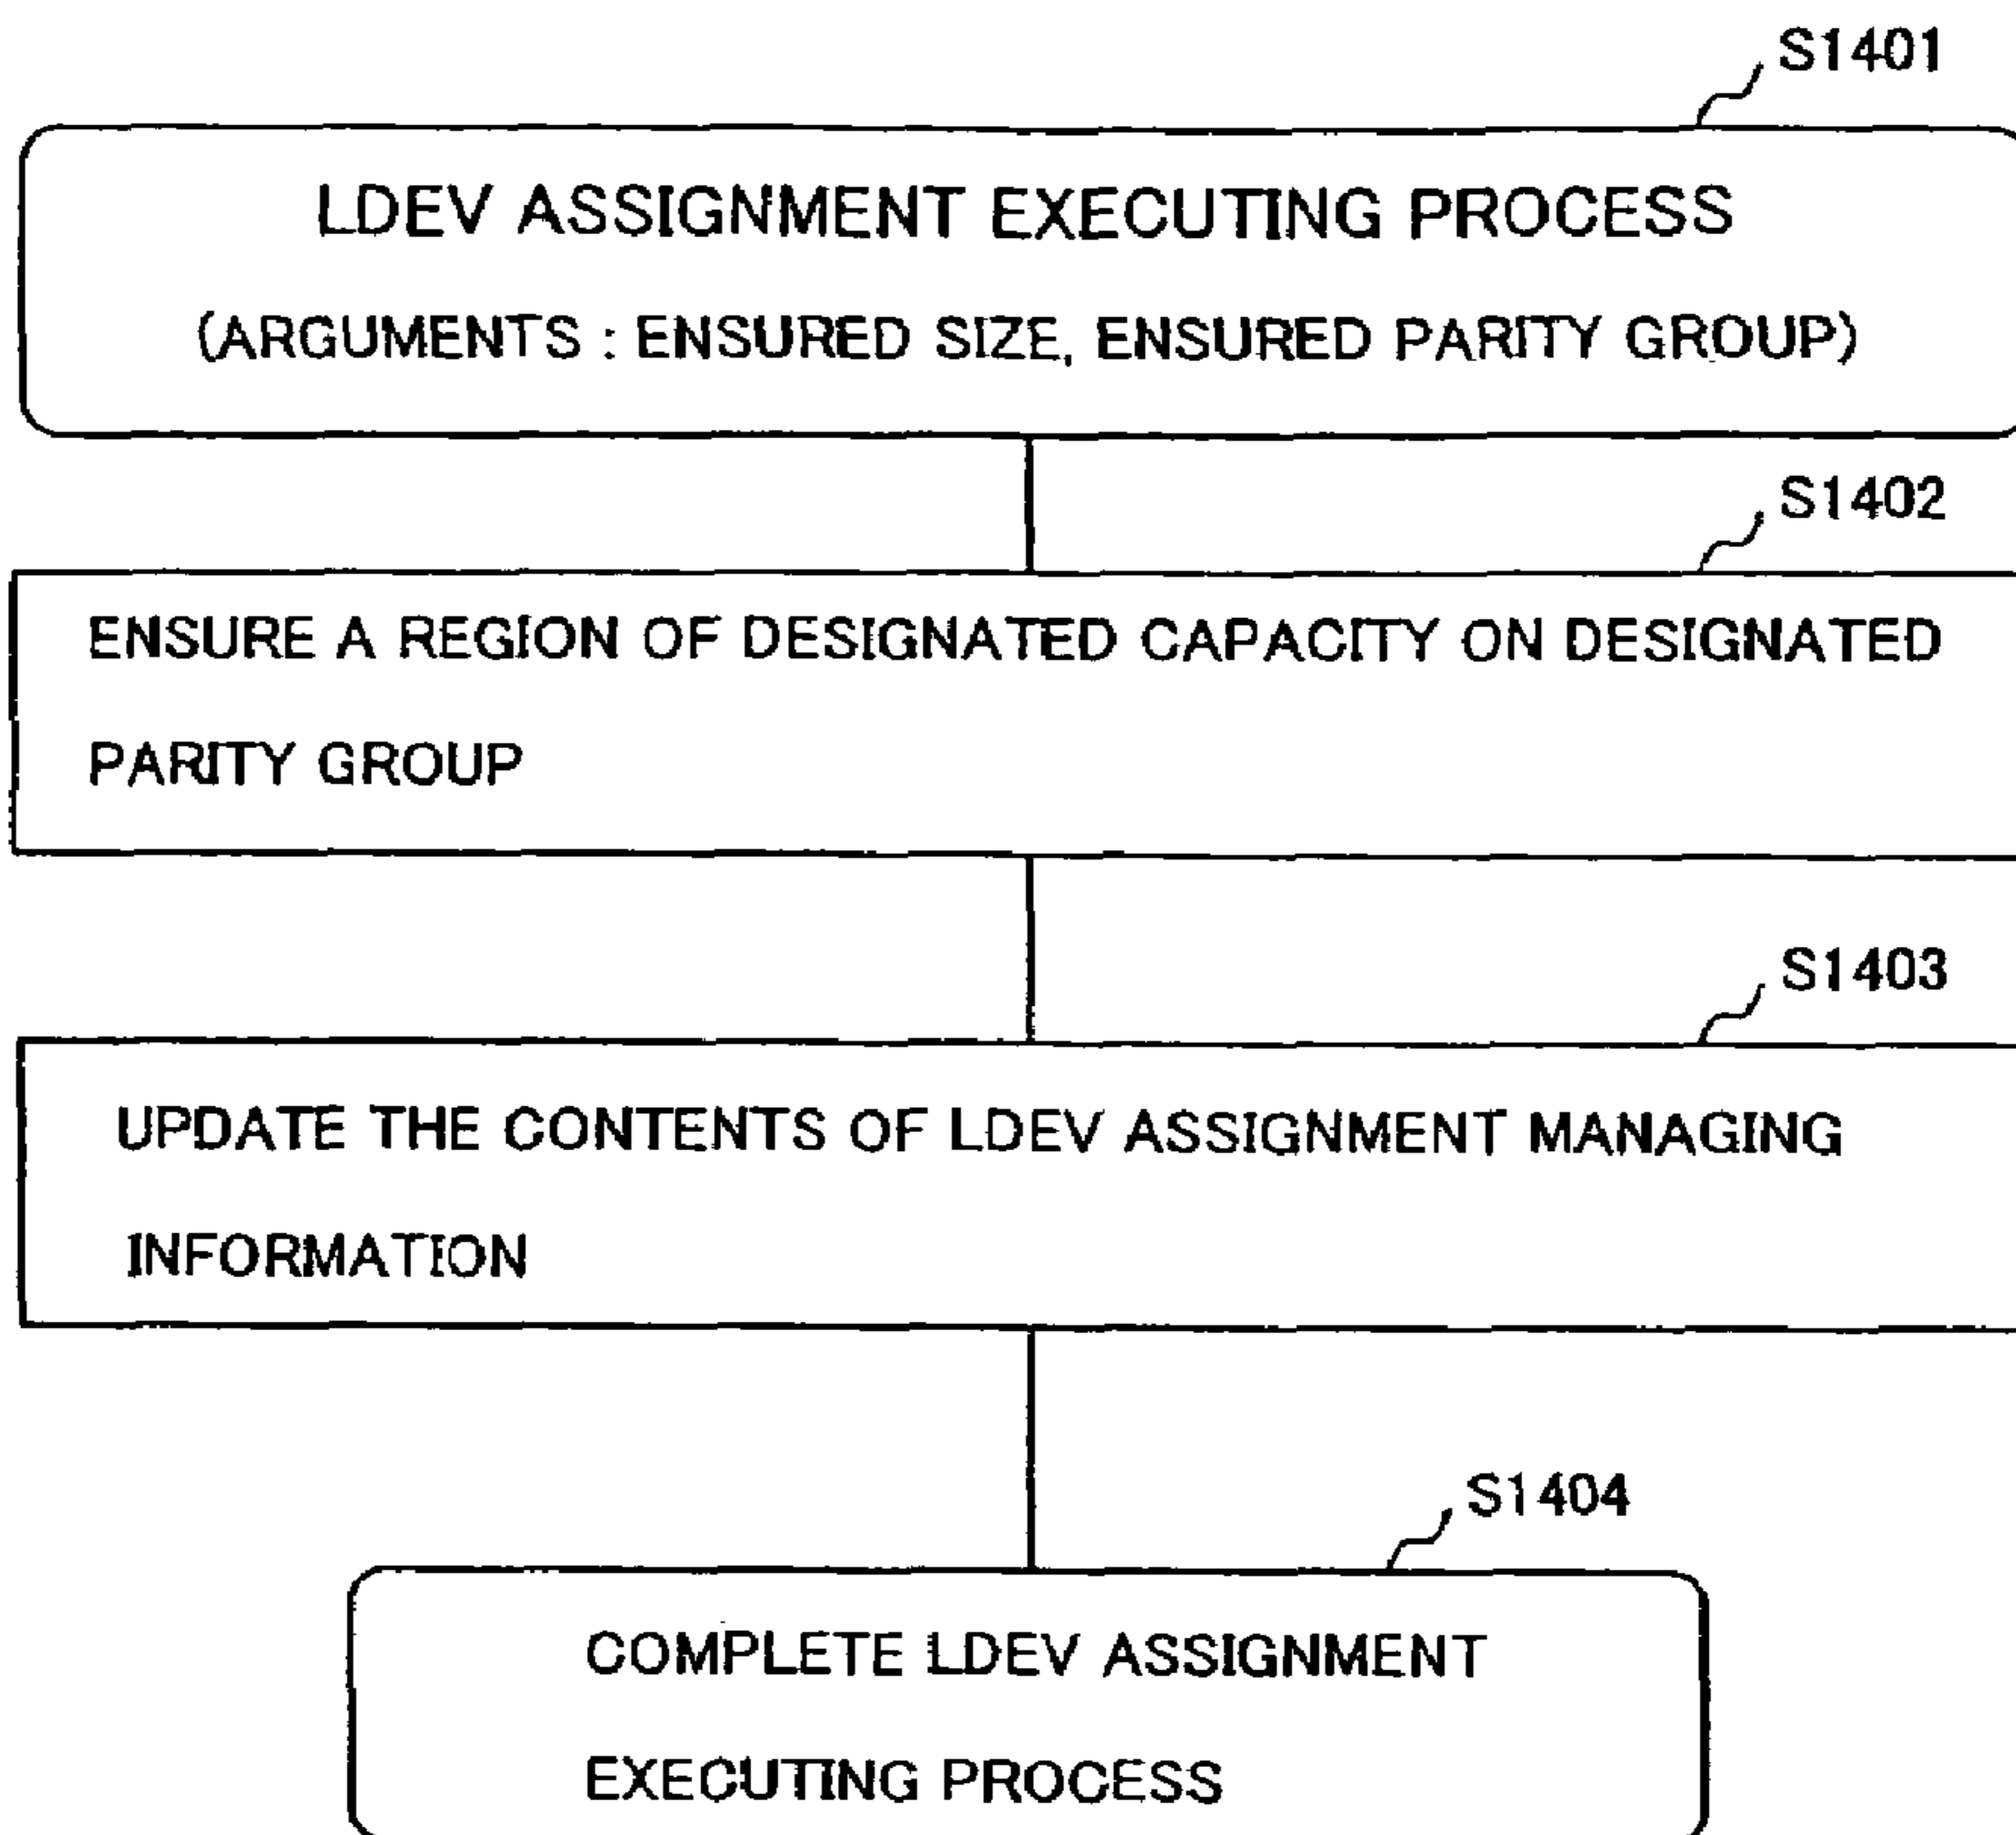 S1401
LDEV ASSIGNMENT EXECUTING PROCESS
(ARGUMENTS : ENSURED SIZE, ENSURED PARITY GROUP)
S1402
ENSURE A REGION OF DESIGNATED CAPACITY ON DESIGNATED
PARITY GROUP
S1403
UPDATE THE CONTENTS OF LDEV ASSIGNMENT MANAGING
INFORMATION
S1404
COMPLETE LDEV ASSIGNMENT
EXECUTING PROCESS